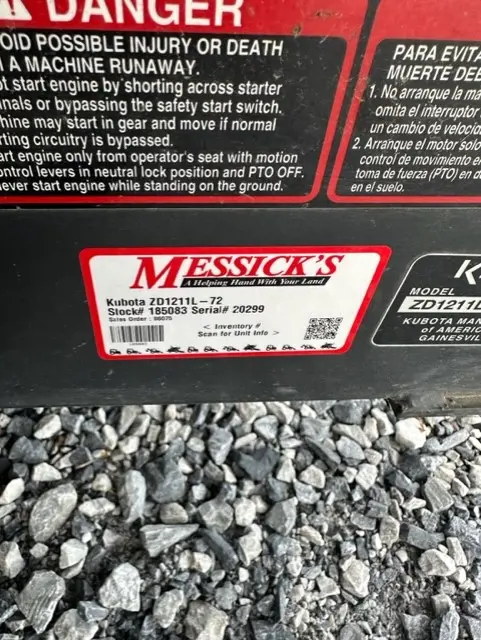 DANGER
OID POSSIBLE INJURY OR DEATH
A MACHINE RUNAWAY.
ot start engine by shorting across starter
inals or bypassing the safety start switch.
hine may start in gear and move if normal
rting circuitry is bypassed.
art engine only from operator's seat with motion
ontrol levers in neutral lock position and PTO OFF.
ever start engine while standing on the ground.
PARA EVITA
MUERTE DEB
1. No arranque la ma
omita el interruptor
un cambio de velocid
2. Arranque el motor solo
control de movimiento e
toma de fuerza (PTO) en d
en el suelo.
MESSICK'S
A Helping Hand With Your Land
Kubota ZD1211L-72
Stock# 185083 Serial# 20299
Sales Order : 86075
< Inventory #
Scan for Unit Info >
K
MODEL
ZD1211L
KUBOTA MAN
of AMERIC
GAINESVIL